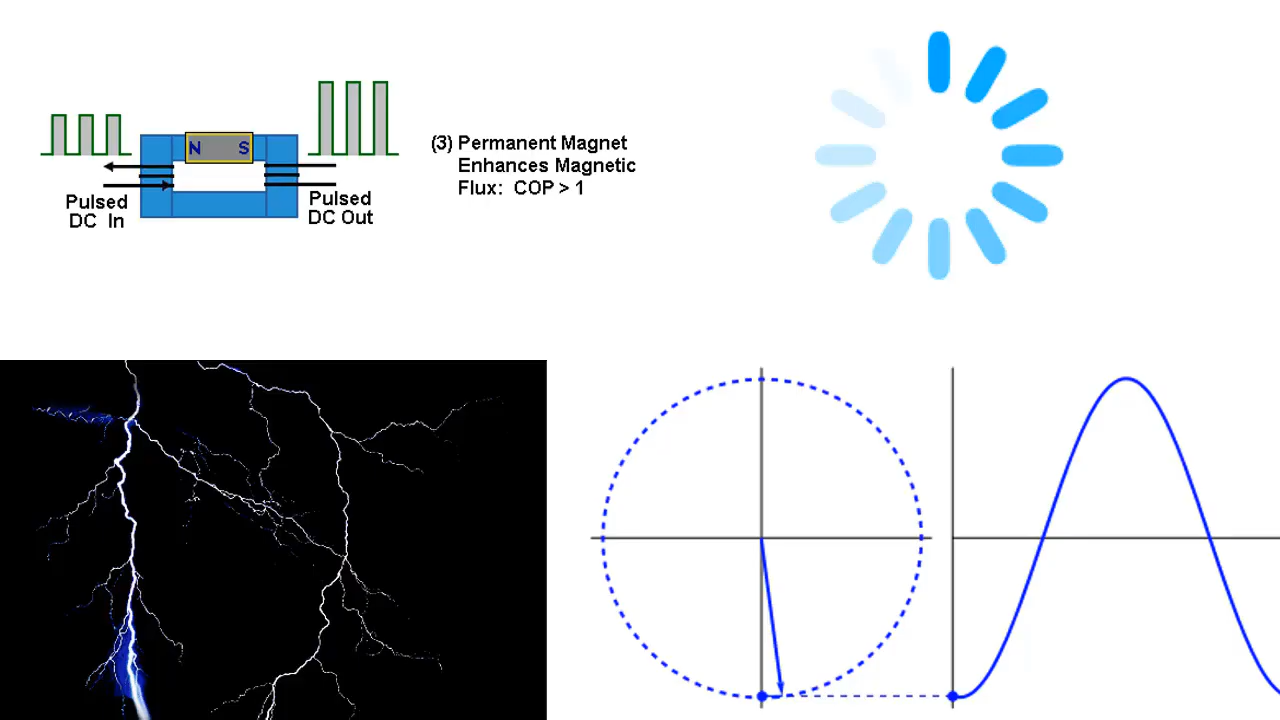 N S
(3) Permanent Magnet
Enhances Magnetic
Flux: COP > 1
Pulsed
DC In
Pulsed
DC Out